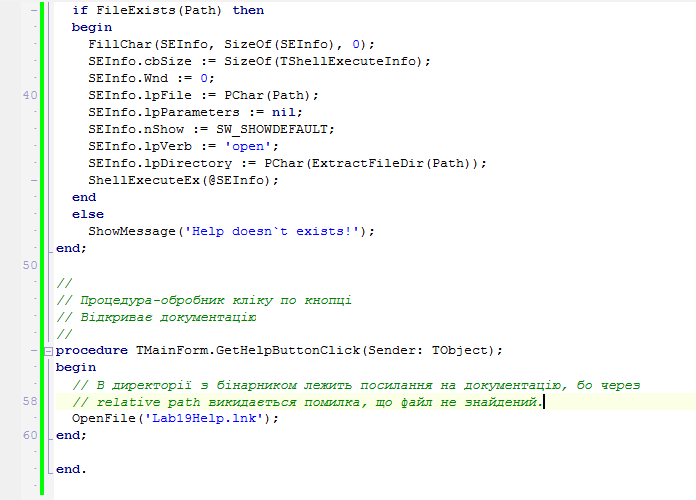 if FileExists(Path) then
begin
FillChar(SEInfo, SizeOf(SEInfo), 0);
SEInfo.cbSize := SizeOf(TShellExecuteInfo);
SEInfo.Wnd := 0;
40 SEInfo.lpFile := PChar(Path);
SEInfo.lpParameters := nil;
SEInfo.nShow := SW_SHOWDEFAULT;
SEInfo.lpVerb := 'open';
SEInfo.lpDirectory := PChar(ExtractFileDir(Path));
ShellExecuteEx(@SEInfo);
end
else
ShowMessage('Help doesn`t exists!');
end;
50
//
// Процедура-обробник кліку по кнопці
// Відкриває документацію
//
procedure TMainForm.GetHelpButtonClick(Sender: TObject);
begin
// В директорії з бінарником лежить посилання на документацію, бо через
58 // relative path викидається помилка, що файл не знайдений.
OpenFile('Lab19Help.lnk');
60 end;
end.